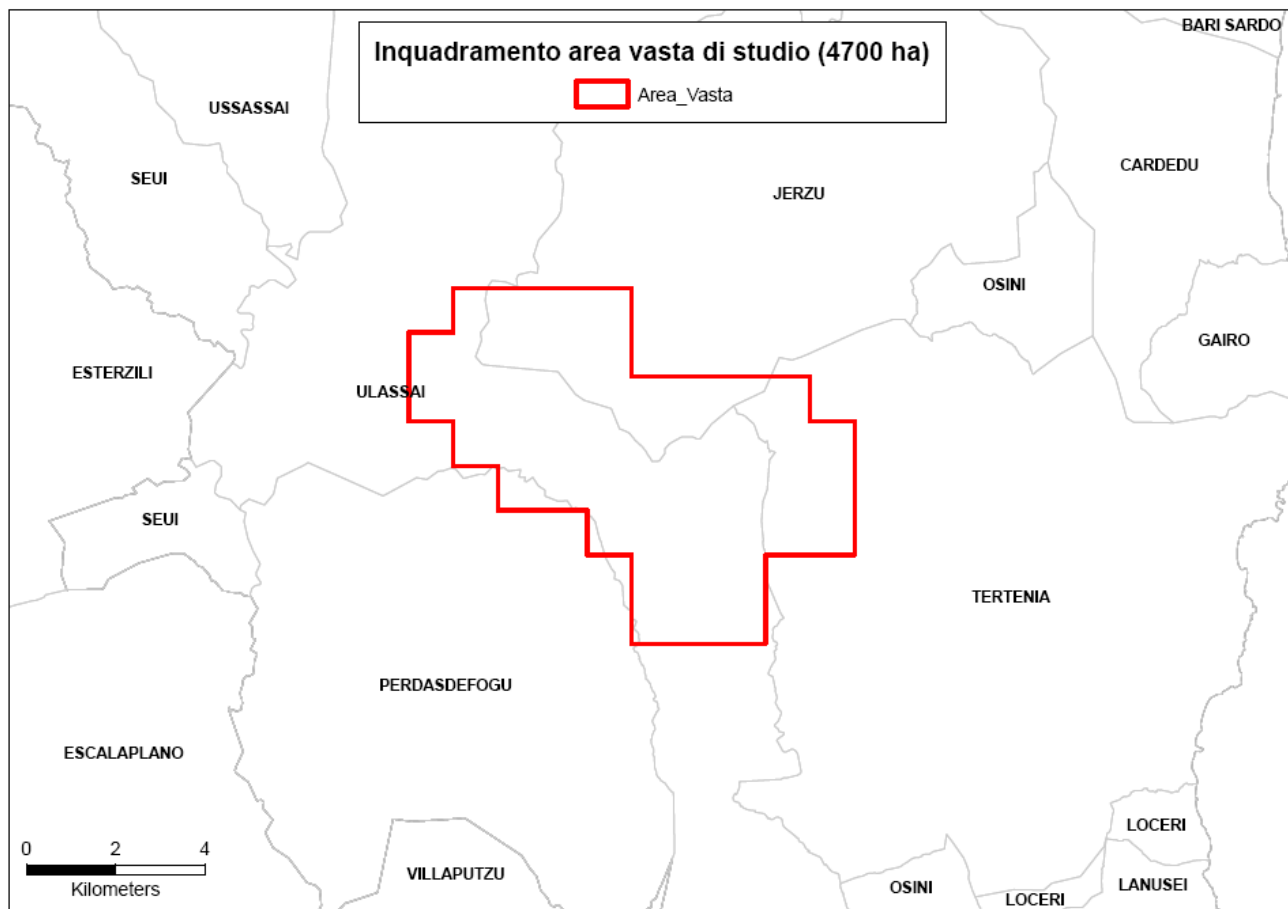 BARI SARDO
Inquadramento area vasta di studio (4700 ha)
Area_Vasta
USSASSAI
SEUI
CARDEDU
JERZU
OSINI
GAIRO
ESTERZILI
ULASSAI
SEUI
TERTENIA
PERDASDEFOGU
ESCALAPLANO
LOCERI
0 2 4
Kilometers
VILLAPUTZU
OSINI
LOCERI
LANUSEI